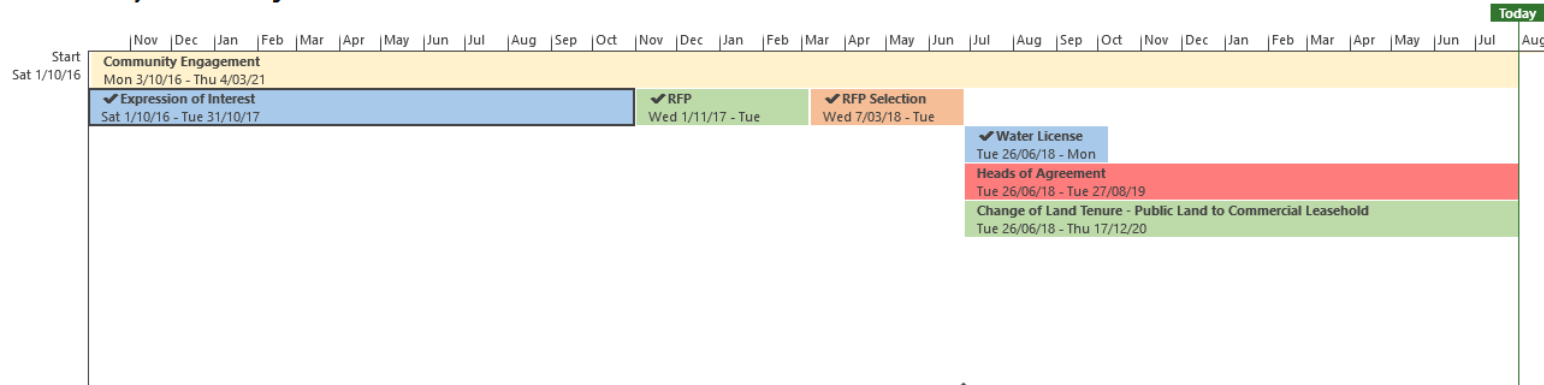 Today
Nov Dec Jan Feb Mar Apr May Jun Jul Aug Sep Oct Nov Dec Jan Feb Mar Apr May Jun Jul Aug Sep Oct Nov Dec Jan Feb Mar Apr May Jun Jul Aug
Start
Sat 1/10/16
Community Engagement
Mon 3/10/16 - Thu 4/03/21
✔Expression of Interest
Sat 1/10/16 - Tue 31/10/17
✔RFP
Wed 1/11/17 - Tue
✔RFP Selection
Wed 7/03/18 - Tue
✔Water License
Tue 26/06/18 - Mon
Heads of Agreement
Tue 26/06/18 - Tue 27/08/19
Change of Land Tenure - Public Land to Commercial Leasehold
Tue 26/06/18 - Thu 17/12/20